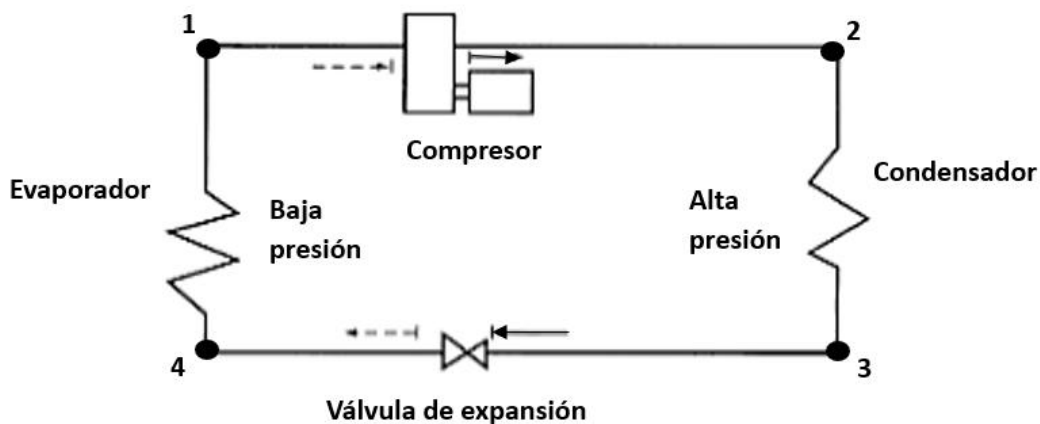 1
2
Compresor
Evaporador
Baja
presión
Alta
presión
Condensador
4
3
Válvula de expansión